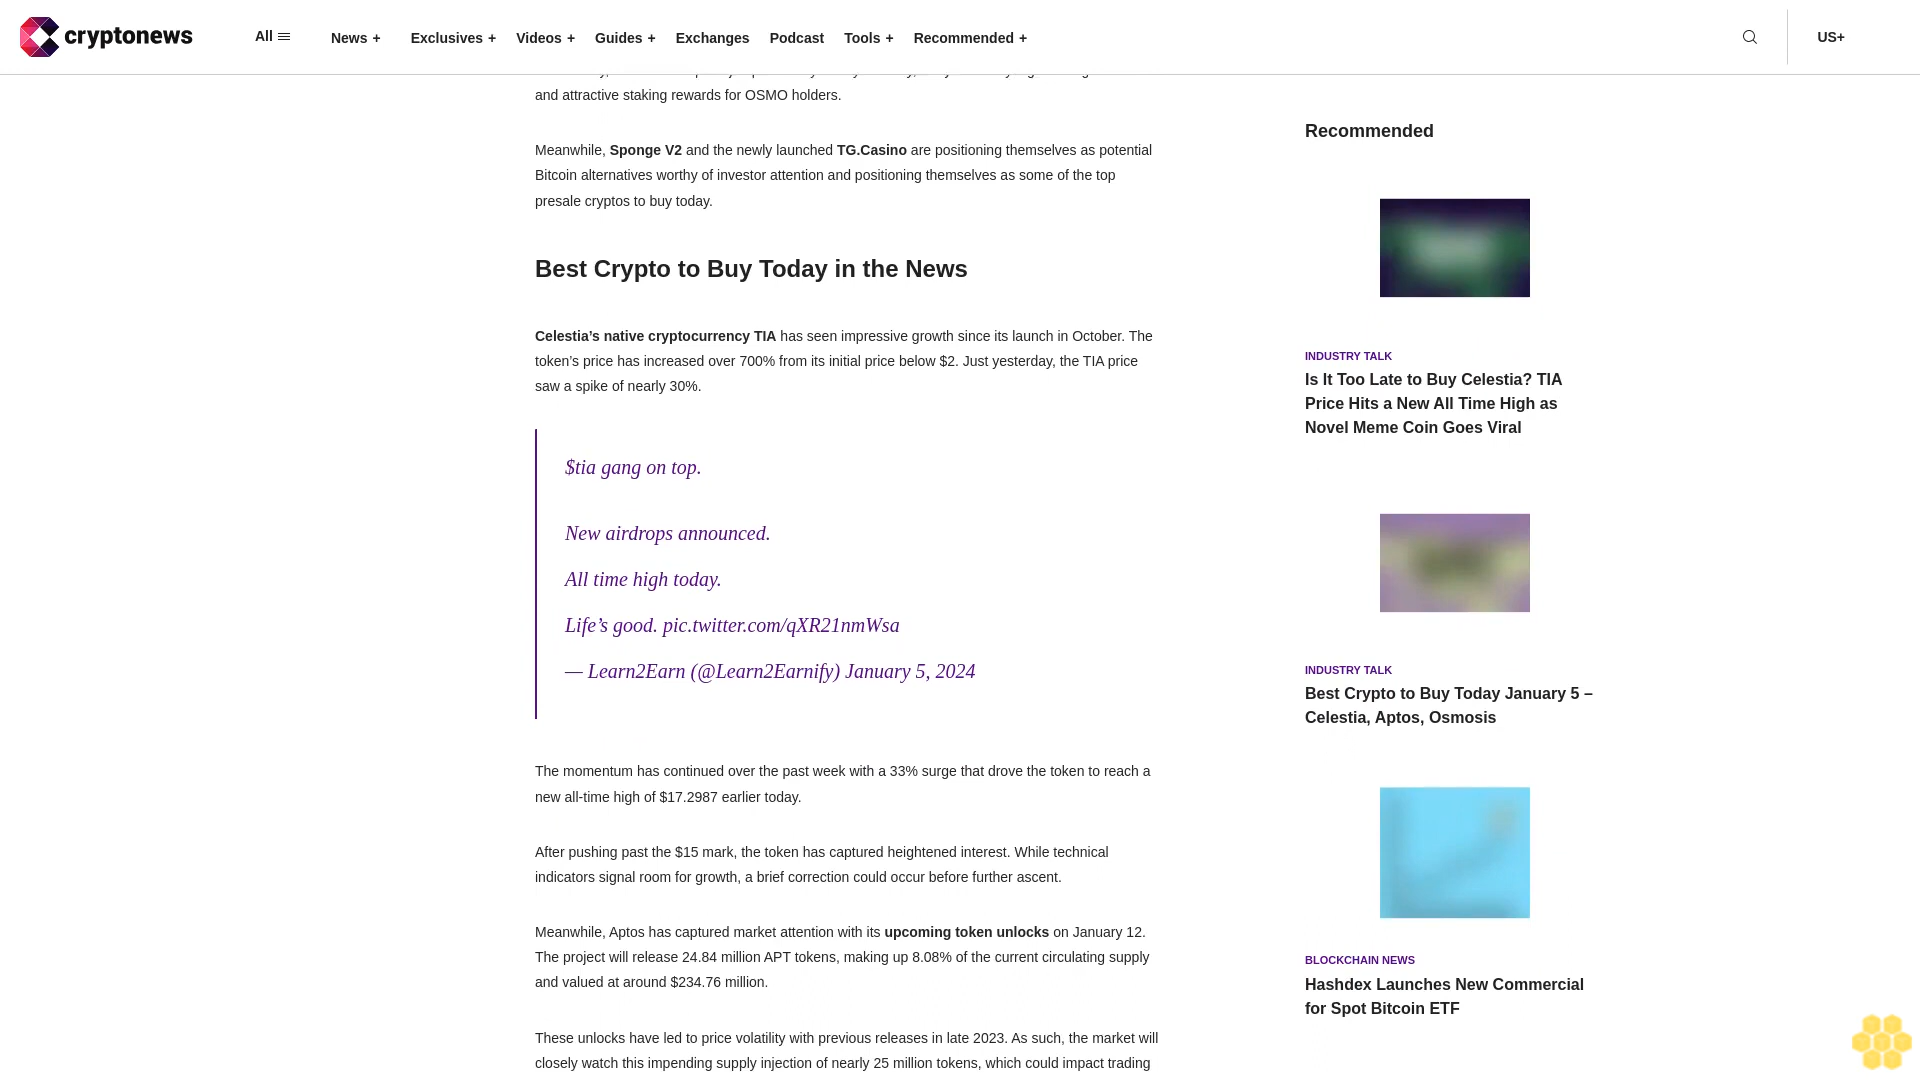 cryptonews
All
News +
Exclusives +
Videos +
Guides +
Exchanges
Podcast
Tools +
Recommended +
US+
and attractive staking rewards for OSMO holders.
Meanwhile, Sponge V2 and the newly launched TG.Casino are positioning themselves as potential
Bitcoin alternatives worthy of investor attention and positioning themselves as some of the top
presale cryptos to buy today.
Best Crypto to Buy Today in the News
Celestia’s native cryptocurrency TIA has seen impressive growth since its launch in October. The
token’s price has increased over 700% from its initial price below $2. Just yesterday, the TIA price
saw a spike of nearly 30%.
$tia gang on top.
New airdrops announced.
All time high today.
Life’s good. pic.twitter.com/qXR21nmWsa
— Learn2Earn (@Learn2Earnify) January 5, 2024
The momentum has continued over the past week with a 33% surge that drove the token to reach a
new all-time high of $17.2987 earlier today.
After pushing past the $15 mark, the token has captured heightened interest. While technical
indicators signal room for growth, a brief correction could occur before further ascent.
Meanwhile, Aptos has captured market attention with its upcoming token unlocks on January 12.
The project will release 24.84 million APT tokens, making up 8.08% of the current circulating supply
and valued at around $234.76 million.
These unlocks have led to price volatility with previous releases in late 2023. As such, the market will
closely watch this impending supply injection of nearly 25 million tokens, which could impact trading
Recommended
INDUSTRY TALK
Is It Too Late to Buy Celestia? TIA
Price Hits a New All Time High as
Novel Meme Coin Goes Viral
INDUSTRY TALK
Best Crypto to Buy Today January 5 –
Celestia, Aptos, Osmosis
BLOCKCHAIN NEWS
Hashdex Launches New Commercial
for Spot Bitcoin ETF